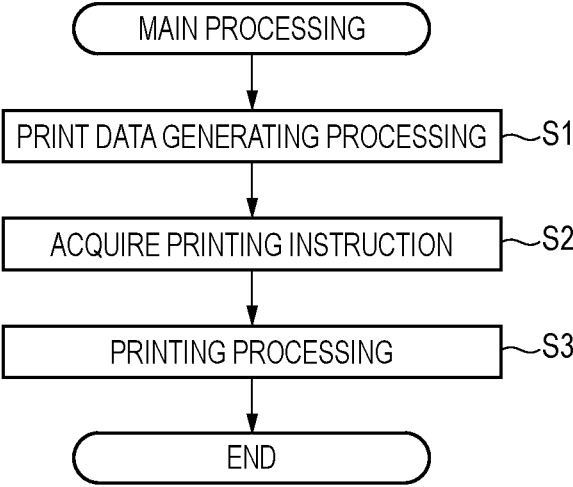 MAIN PROCESSING
PRINT DATA GENERATING PROCESSING S1
ACQUIRE PRINTING INSTRUCTION S2
PRINTING PROCESSING S3
END